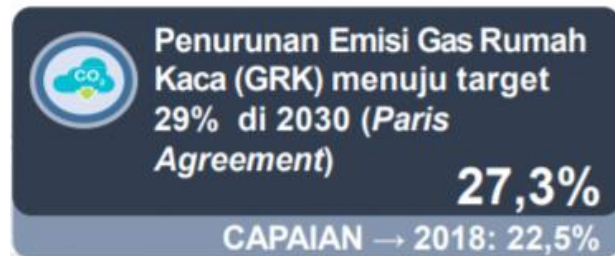 CO₂
Penurunan Emisi Gas Rumah
Kaca (GRK) menuju target
29% di 2030 (Paris
Agreement)
27,3%
CAPAIAN → 2018: 22,5%